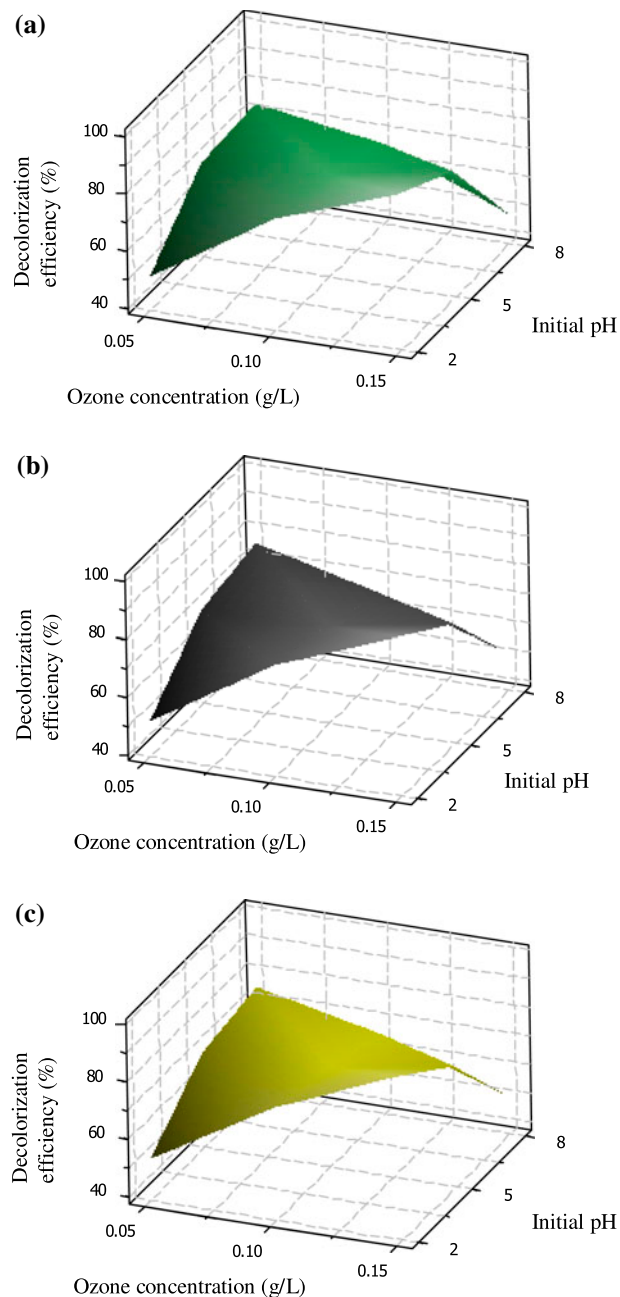 (a)
100
80
60
40
Decolorization
efficiency (%)
0.05
0.10
0.15
Ozone concentration (g/L)
2
5
8
Initial pH
(b)
100
80
60
40
Decolorization
efficiency (%)
0.05
0.10
0.15
Ozone concentration (g/L)
2
5
8
Initial pH
(c)
100
80
60
40
Decolorization
efficiency (%)
0.05
0.10
0.15
Ozone concentration (g/L)
2
5
8
Initial pH